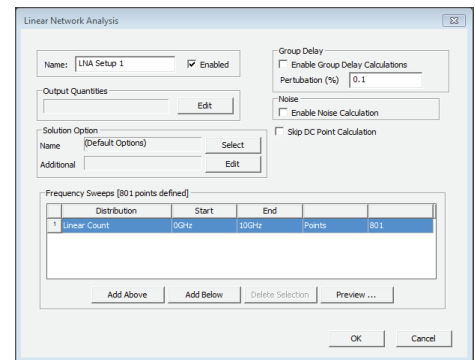 Linear Network Analysis
Name: LNA Setup 1 Enabled
Group Delay
Enable Group Delay Calculations
Pertubation (%) 0.1
Output Quantities
Edit
Noise
Enable Noise Calculation
Solution Option
Name (Default Options) Select
Additional Edit
Skip DC Point Calculation
Frequency Sweeps [801 points defined]
Distribution Start End
1 Linear Count 0GHz 10GHz Points 801
Add Above Add Below Delete Selection Preview ...
OK Cancel